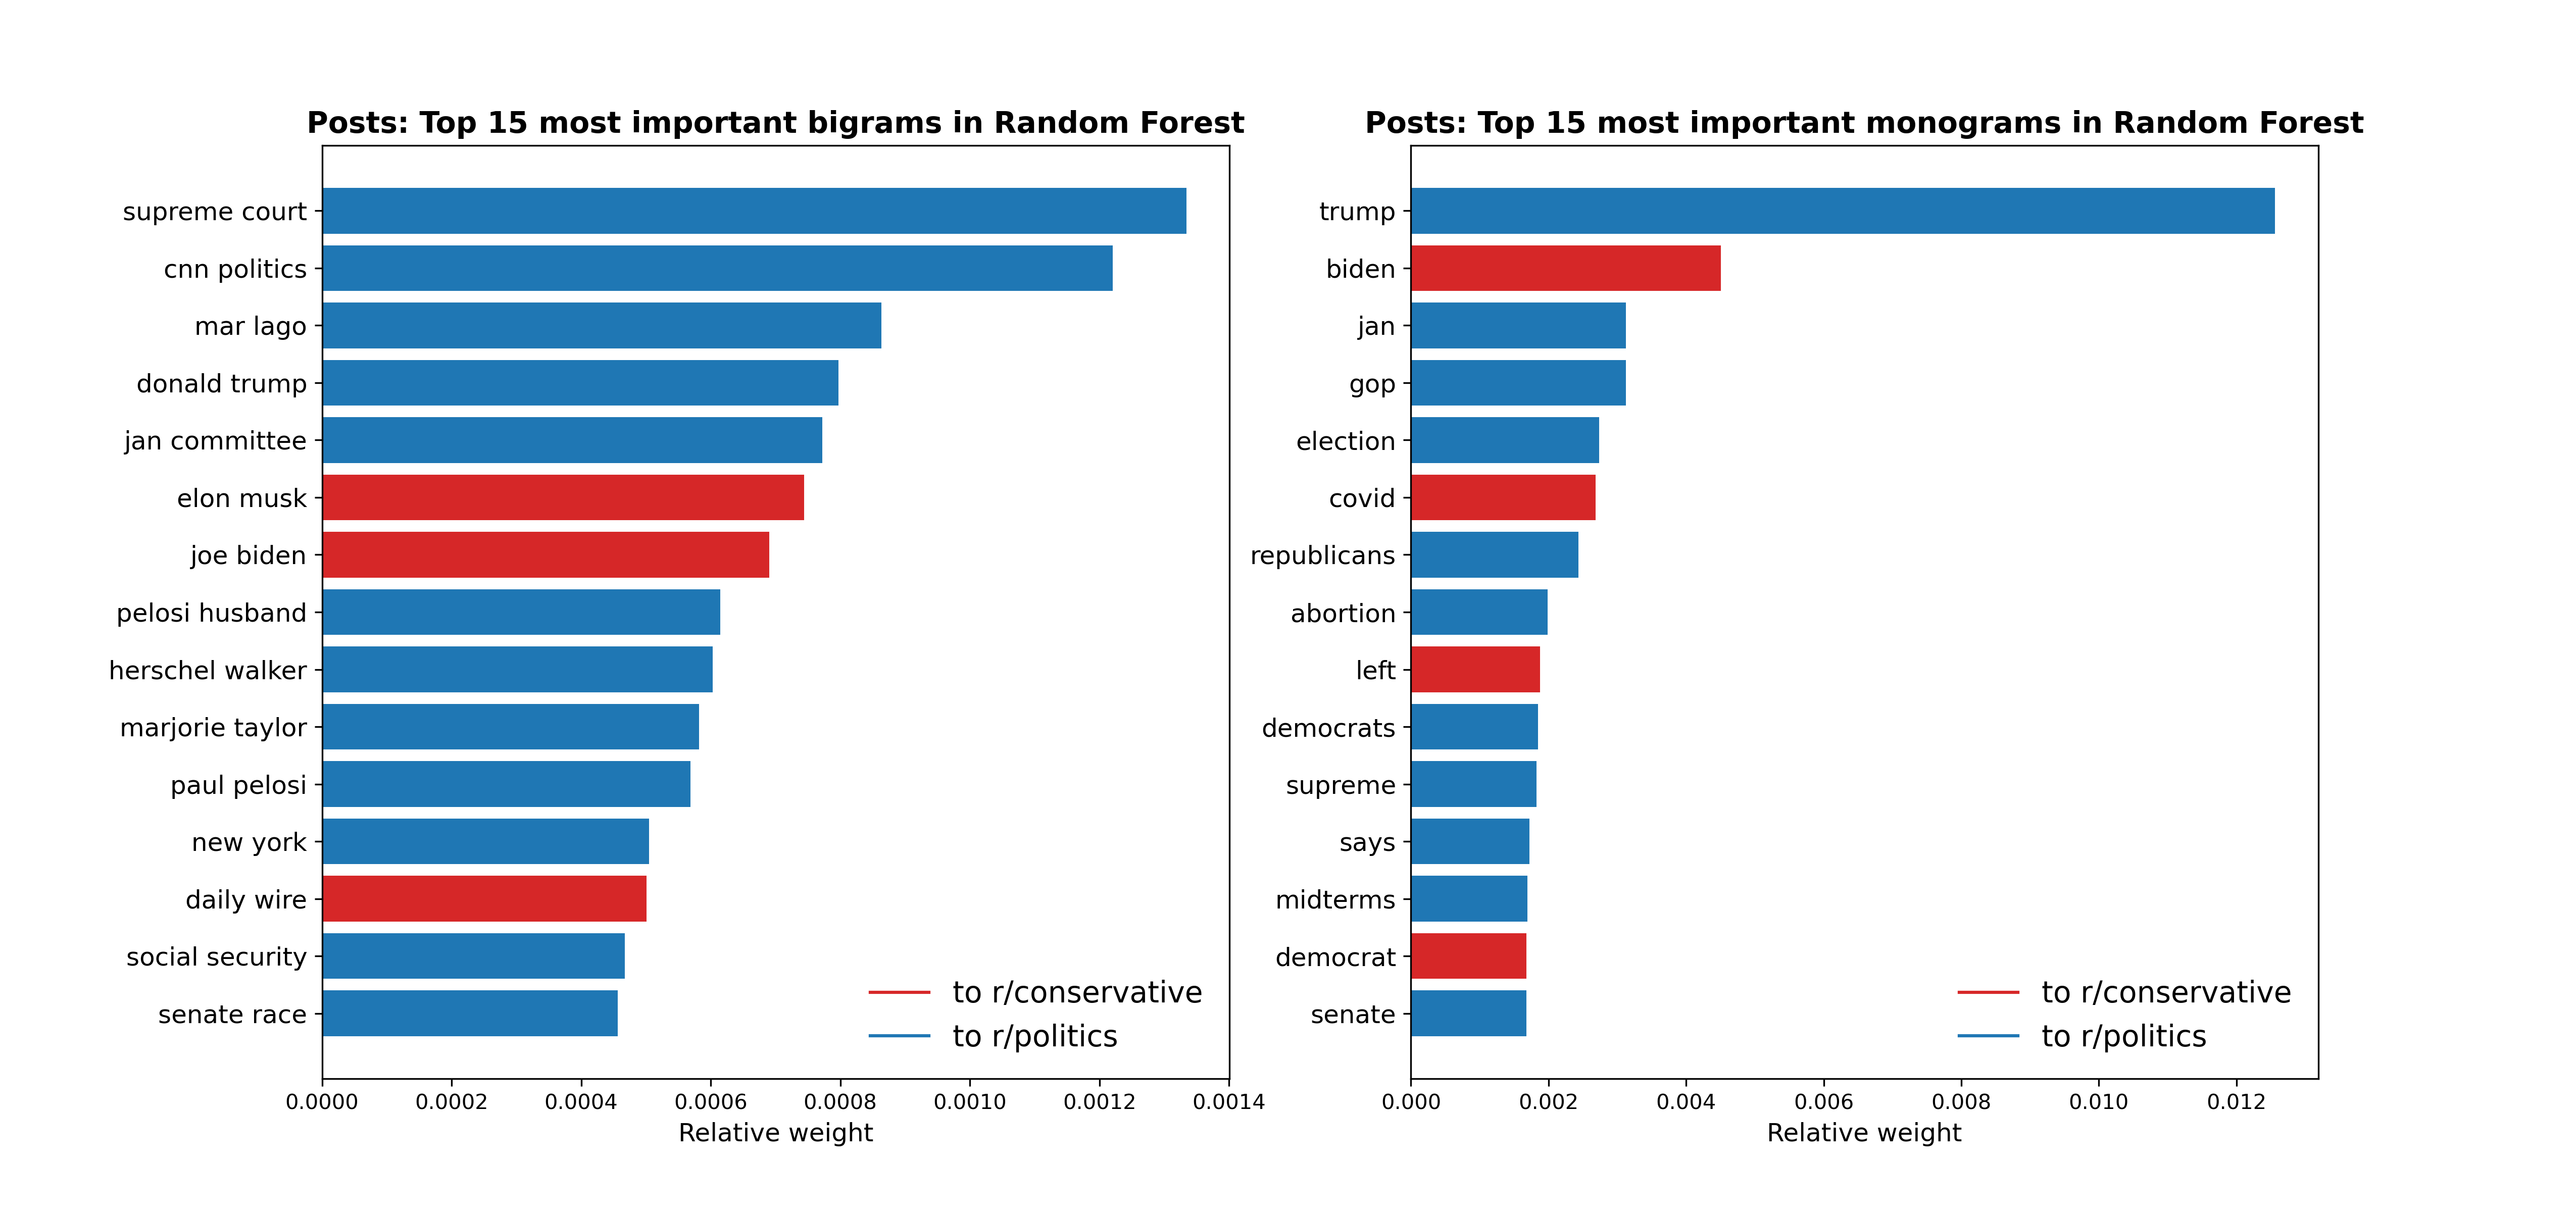 Posts: Top 15 most important bigrams in Random Forest
supreme court
cnn politics
mar lago
donald trump
jan committee
elon musk
joe biden
pelosi husband
herschel walker
marjorie taylor
paul pelosi
new york
daily wire
social security
senate race
to r/conservative
to r/politics
0.0000 0.0002 0.0004 0.0006 0.0008 0.0010 0.0012 0.0014
Relative weight
Posts: Top 15 most important monograms in Random Forest
trump
biden
jan
gop
election
covid
republicans
abortion
left
democrats
supreme
says
midterms
democrat
senate
to r/conservative
to r/politics
0.000 0.002 0.004 0.006 0.008 0.010 0.012
Relative weight